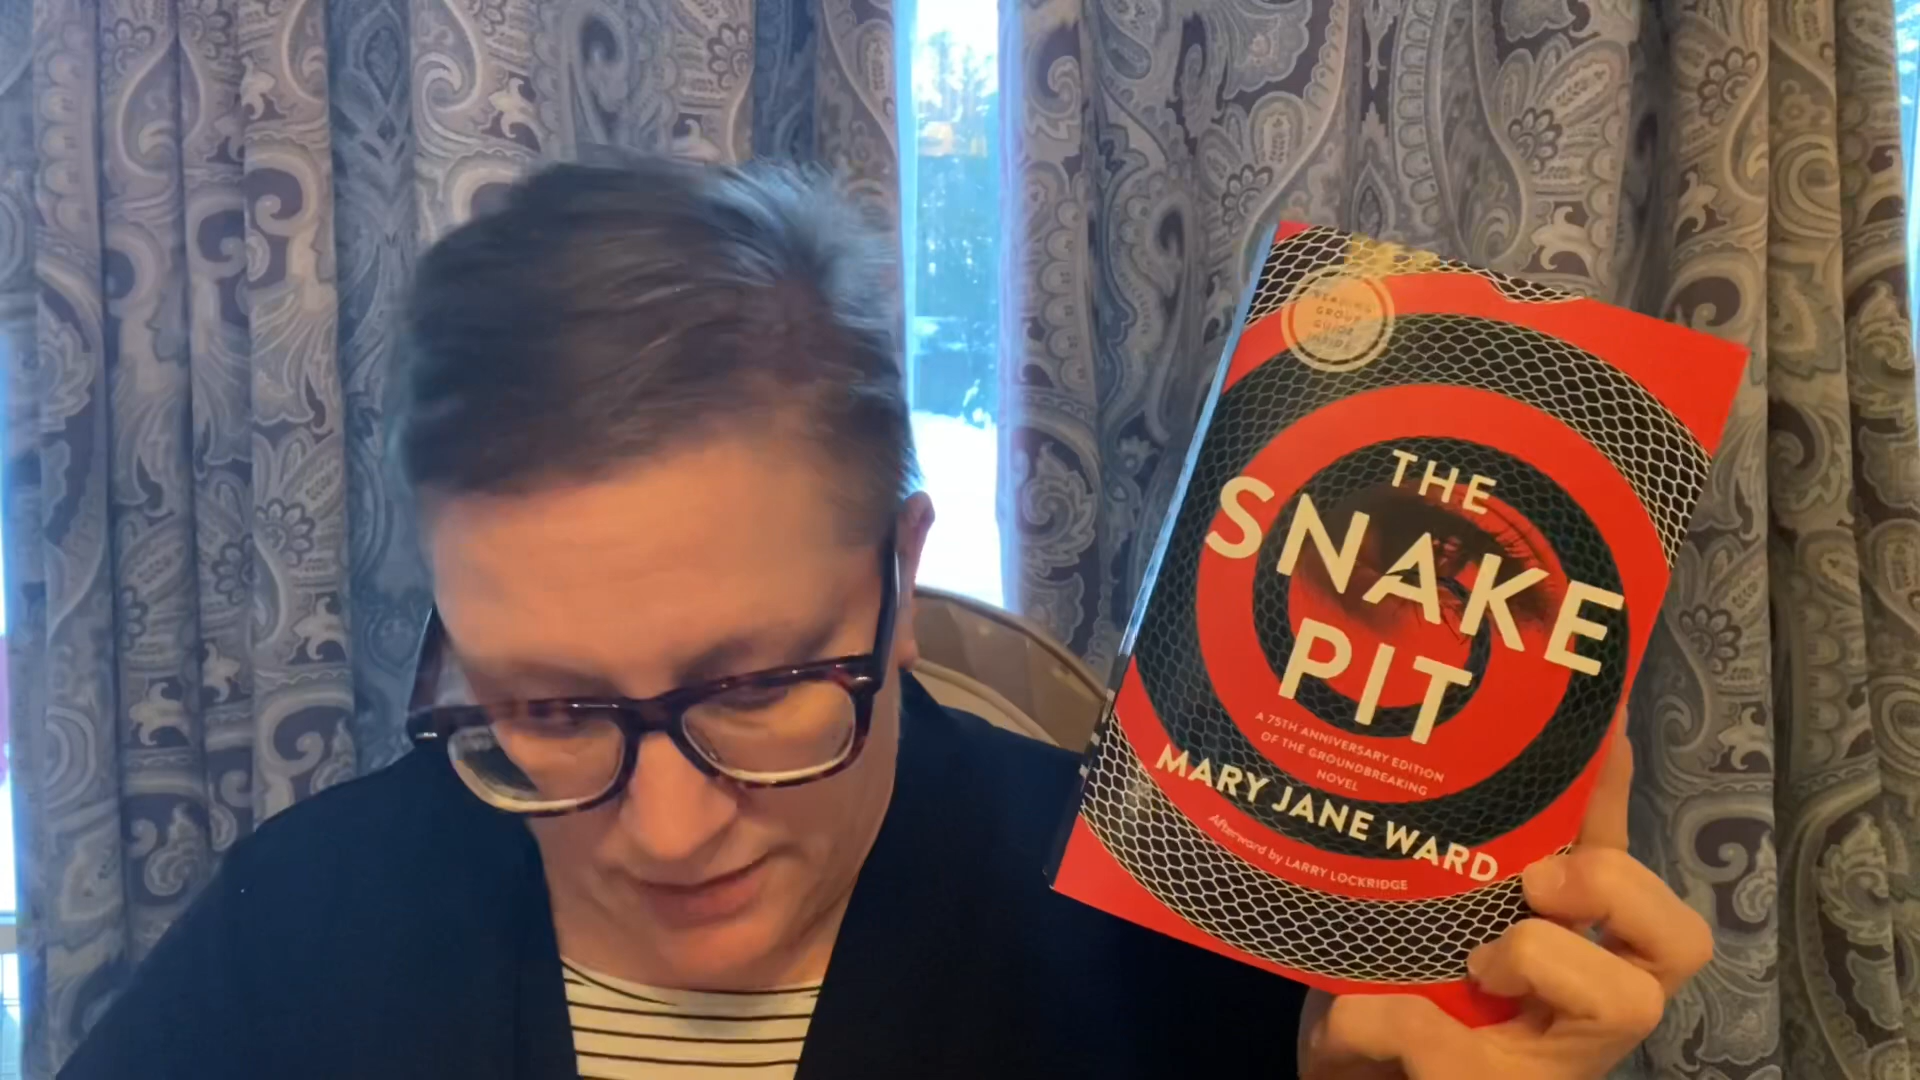 READING
GROUP
GUIDE
INSIDE
THE
SNAKE
PIT
A 75TH ANNIVERSARY EDITION
OF THE GROUNDBREAKING
NOVEL
MARY JANE WARD
Afterword by LARRY LOCKRIDGE